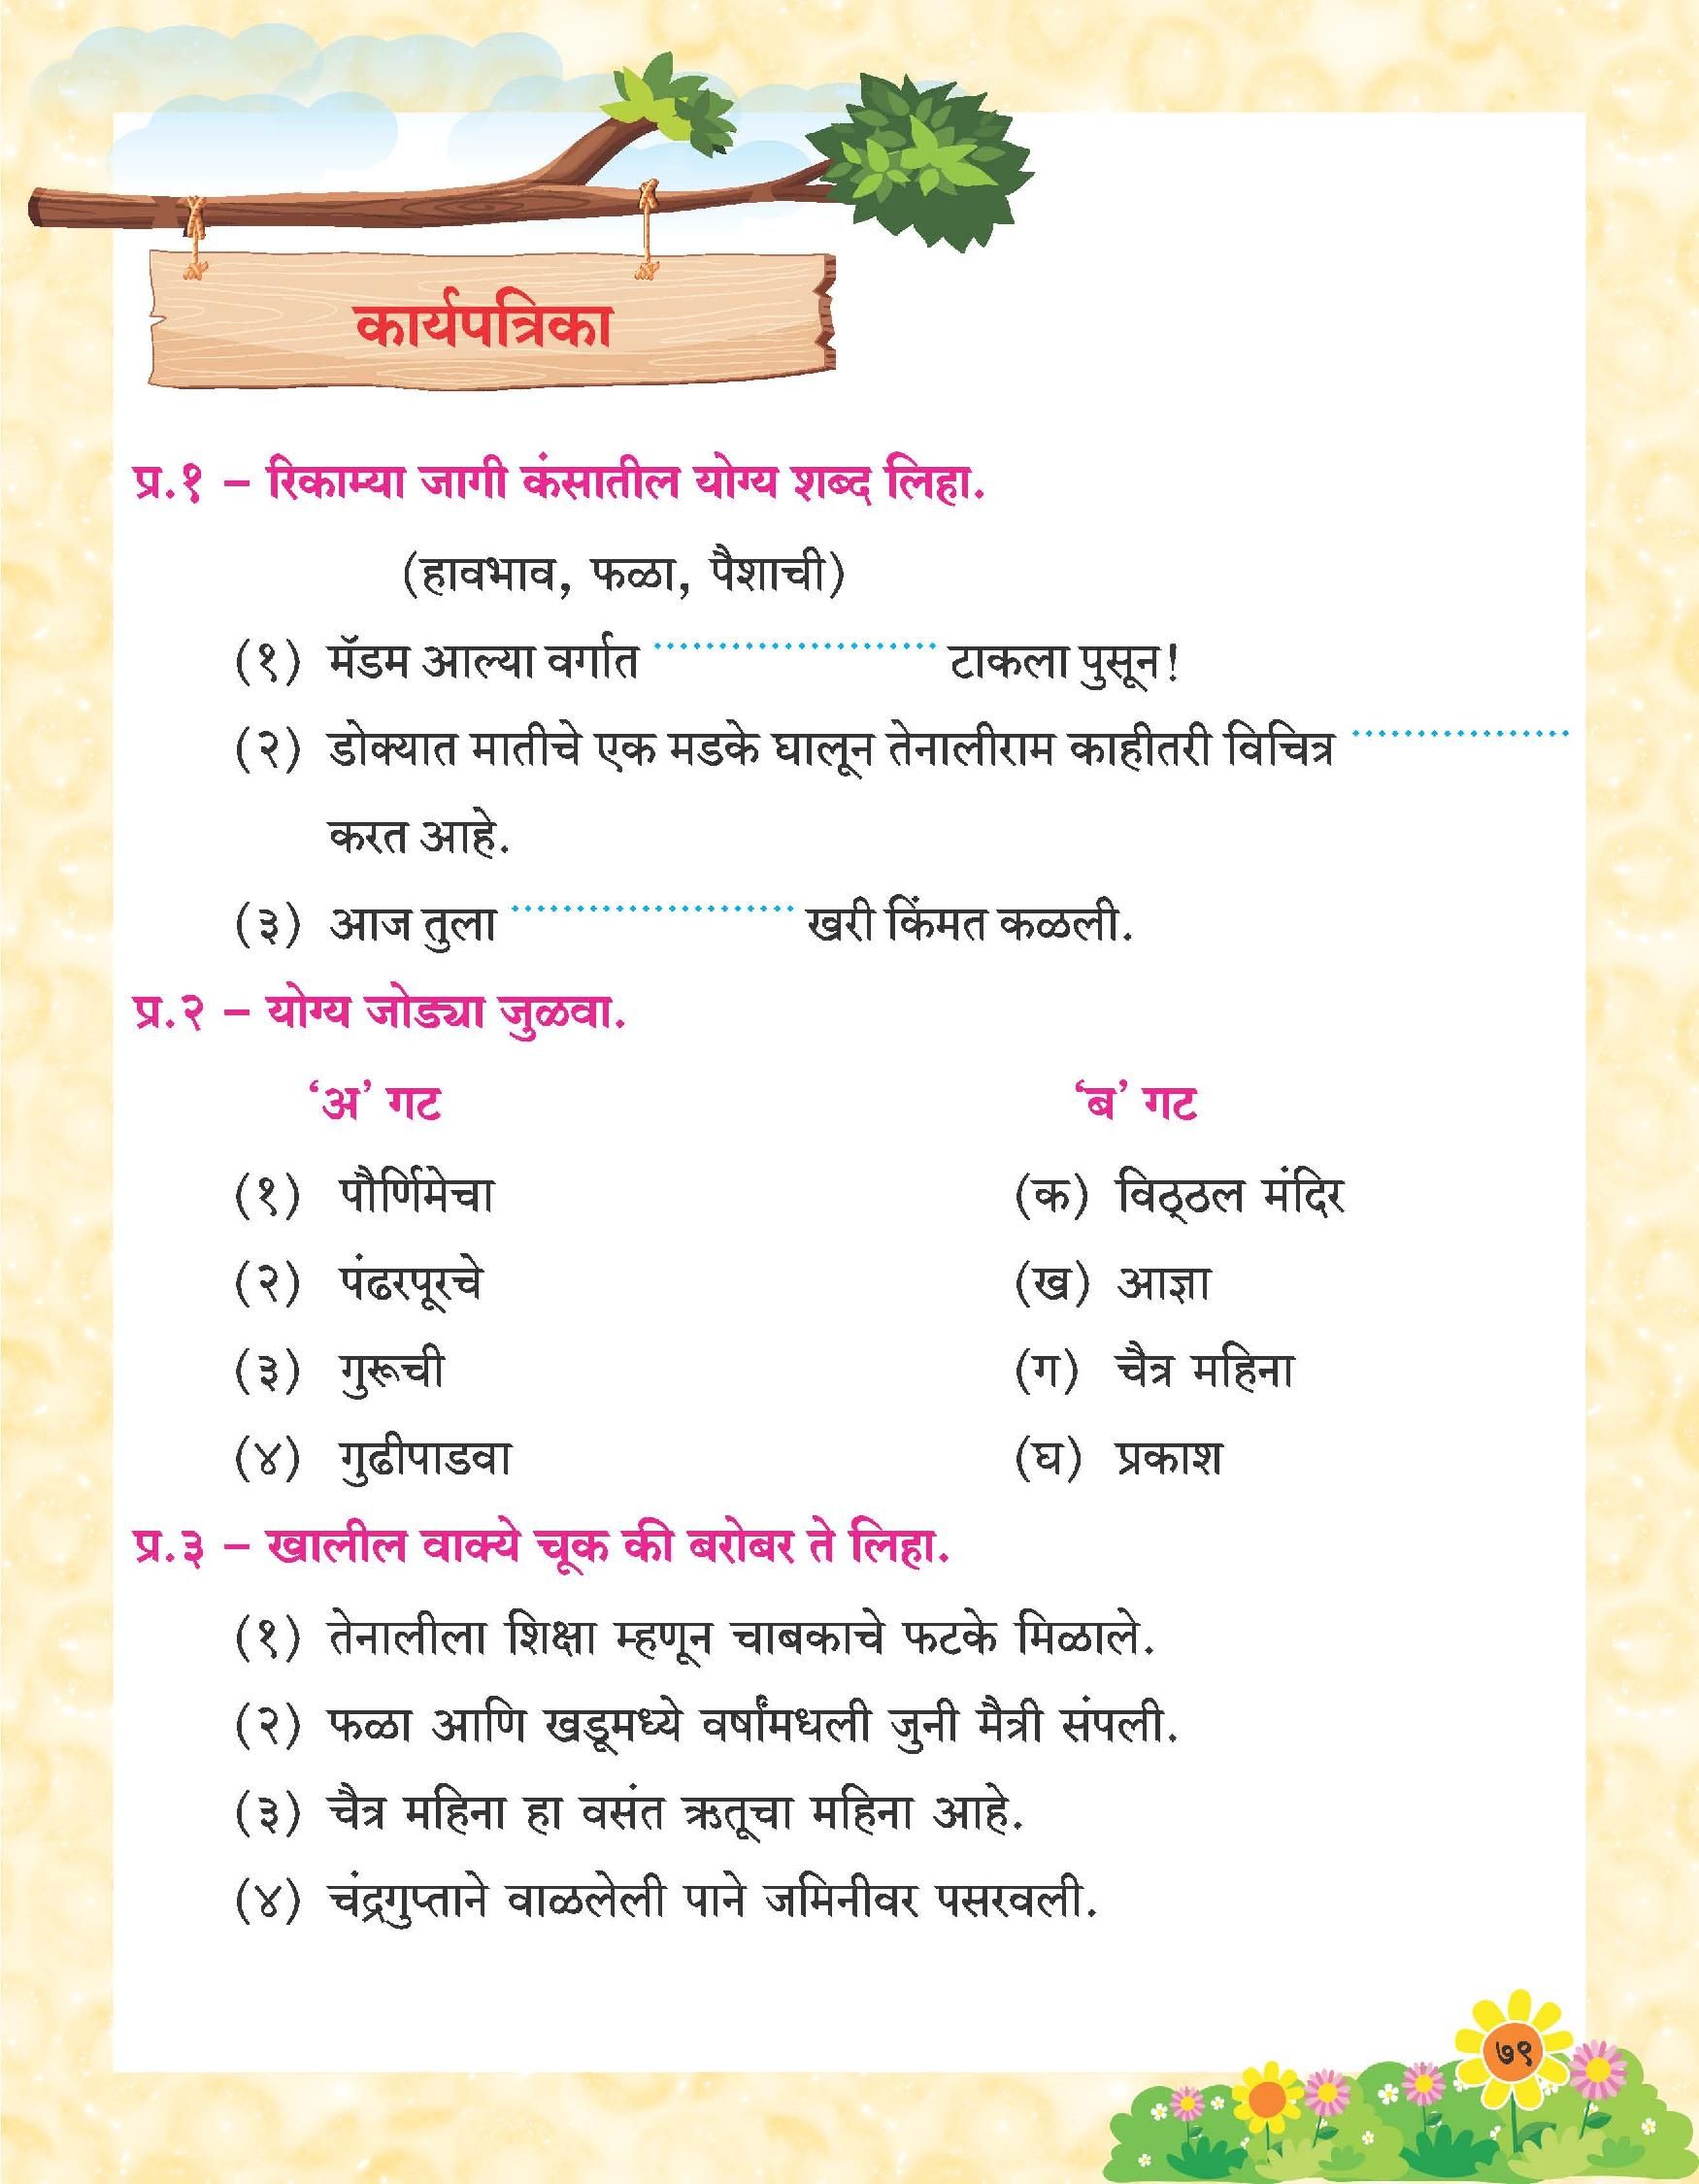 कार्यपत्रिका
प्र.१ – रिकाम्या जागी कंसातील योग्य शब्द लिहा.
(हावभाव, फळा, पैशाची)
(१) मॅडम आल्या वर्गात ...................... टाकला पुसून!
(२) डोक्यात मातीचे एक मडके घालून तेनालीराम काहीतरी विचित्र .................
करत आहे.
(३) आज तुला ...................... खरी किंमत कळली.
प्र.२ – योग्य जोड्या जुळवा.
‘अ’ गट ‘ब’ गट
(१) पौर्णिमेचा (क) विठ्ठल मंदिर
(२) पंढरपूरचे (ख) आज्ञा
(३) गुरूची (ग) चैत्र महिना
(४) गुढीपाडवा (घ) प्रकाश
प्र.३ – खालील वाक्ये चूक की बरोबर ते लिहा.
(१) तेनालीला शिक्षा म्हणून चाबकाचे फटके मिळाले.
(२) फळा आणि खडूमध्ये वर्षांमधली जुनी मैत्री संपली.
(३) चैत्र महिना हा वसंत ऋतूचा महिना आहे.
(४) चंद्रगुप्ताने वाळलेली पाने जमिनीवर पसरवली.
७९